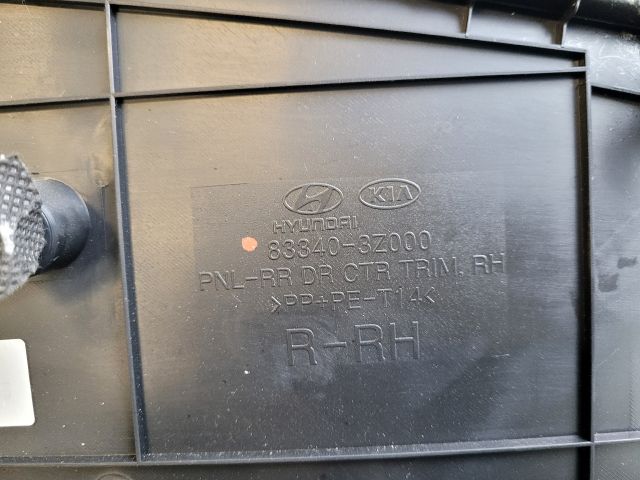 KIA
HYUNDAI
83340-3Z000
PNL-RR DR CTR TRIM, RH
>PP+PE-T14<
R-RH